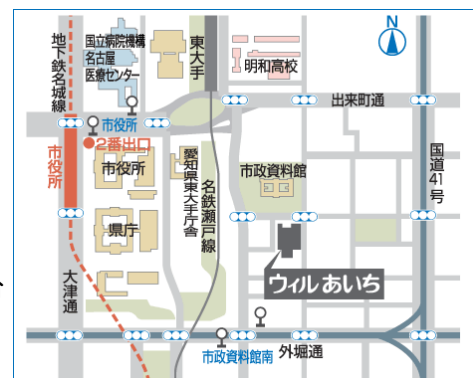 地下鉄名城線
国立病院機構
名古屋
医療センター
東大手
明和高校
N
出来町通
市役所
2番出口
市役所
市役所
愛知県東大手庁舎
名鉄瀬戸線
市政資料館
国道41号
県庁
大津通
ウィルあいち
市政資料館南
外堀通